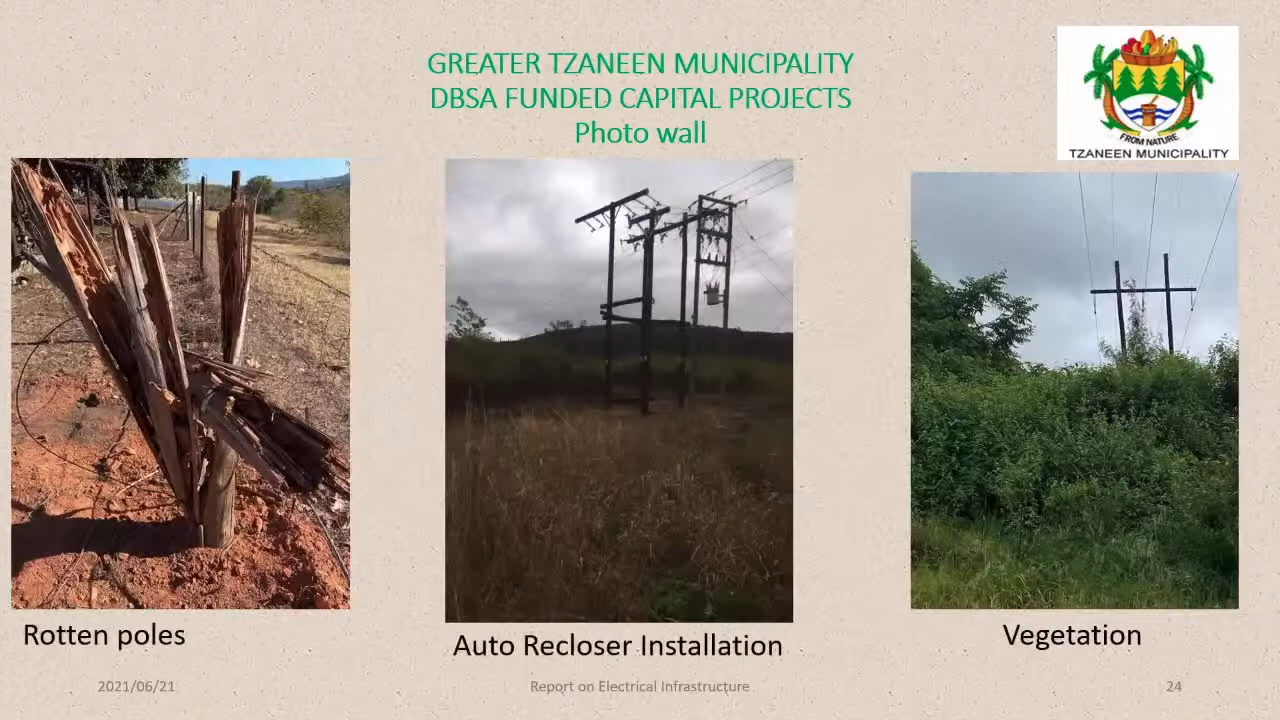 GREATER TZANEEN MUNICIPALITY
DBSA FUNDED CAPITAL PROJECTS
Photo wall
FROM NATURE
TZANEEN MUNICIPALITY
Rotten poles
Auto Recloser Installation
Vegetation
2021/06/21
Report on Electrical Infrastructure
24